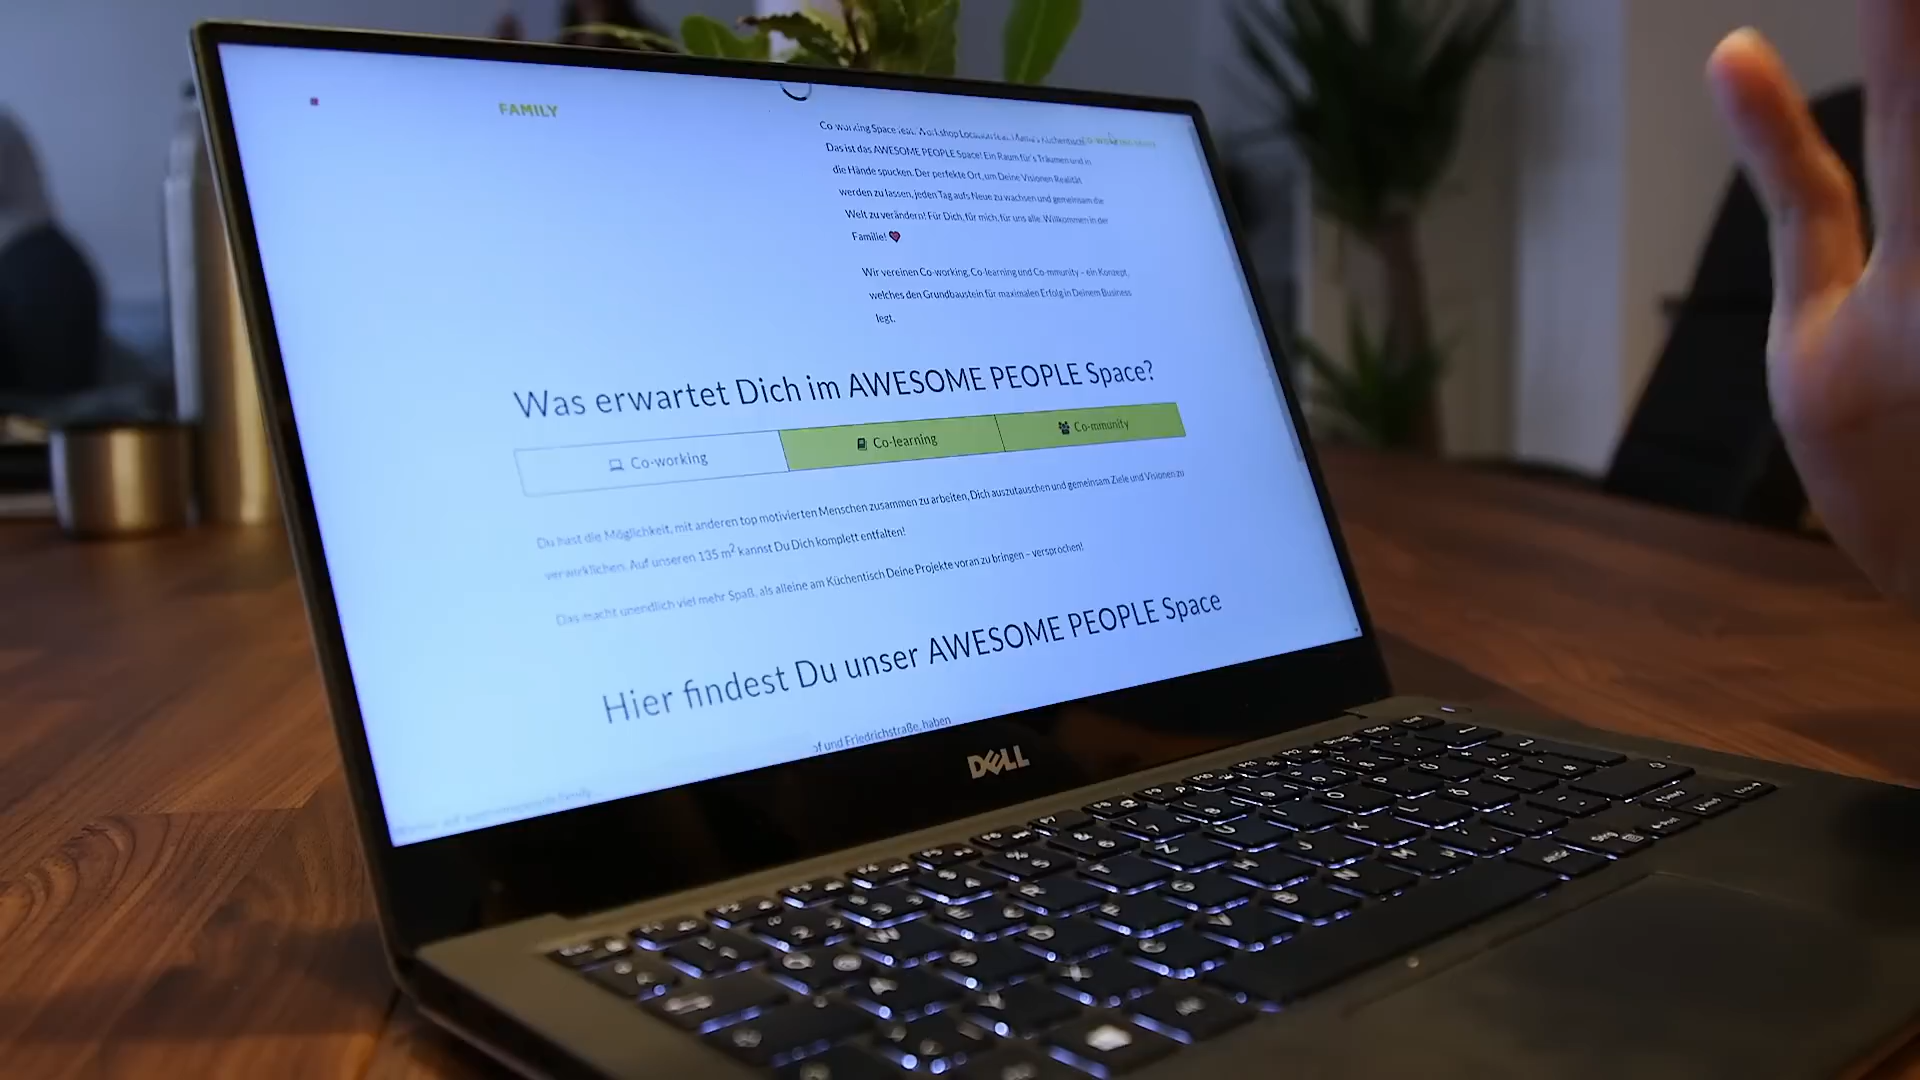 FAMILY
Co-working Space
Das ist das AWESOME PEOPLE Space! Ein Raum für's Träumen und in
die Hände spucken. Der perfekte Ort, um Deine Visionen Realität
werden zu lassen, jeden Tag aufs Neue zu wachsen und gemeinsam die
Welt zu verändern! Für Dich, für mich, für uns alle. Willkommen in der
Familie! ❤
Wir vereinen Co-working, Co-learning und Co-mmunity – ein Konzept,
welches den Grundbaustein für maximalen Erfolg in Deinem Business
legt.
Was erwartet Dich im AWESOME PEOPLE Space?
Co-working
Co-learning
Co-mmunity
Du hast die Möglichkeit, mit anderen top motivierten Menschen zusammen zu arbeiten, Dich auszutauschen und gemeinsam Ziele und Visionen zu
verwirklichen. Auf unseren 135 m² kannst Du Dich komplett entfalten!
Das macht unendlich viel mehr Spaß, als alleine am Küchentisch Deine Projekte voran zu bringen – versprochen!
Hier findest Du unser AWESOME PEOPLE Space
und Friedrichstraße, haben
DELL